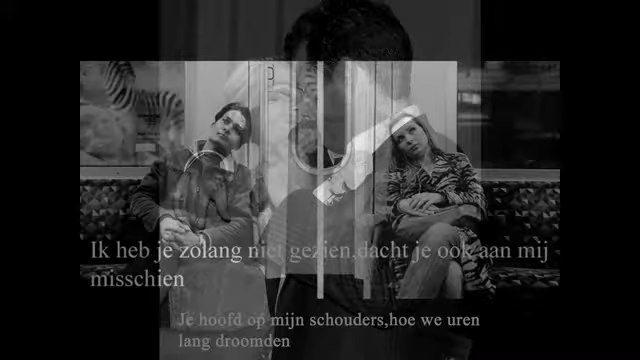 Ik heb je zolang niet gezien,dacht je ook aan mij
misschien
Je hoofd op mijn schouders,hoe we uren
lang droomden